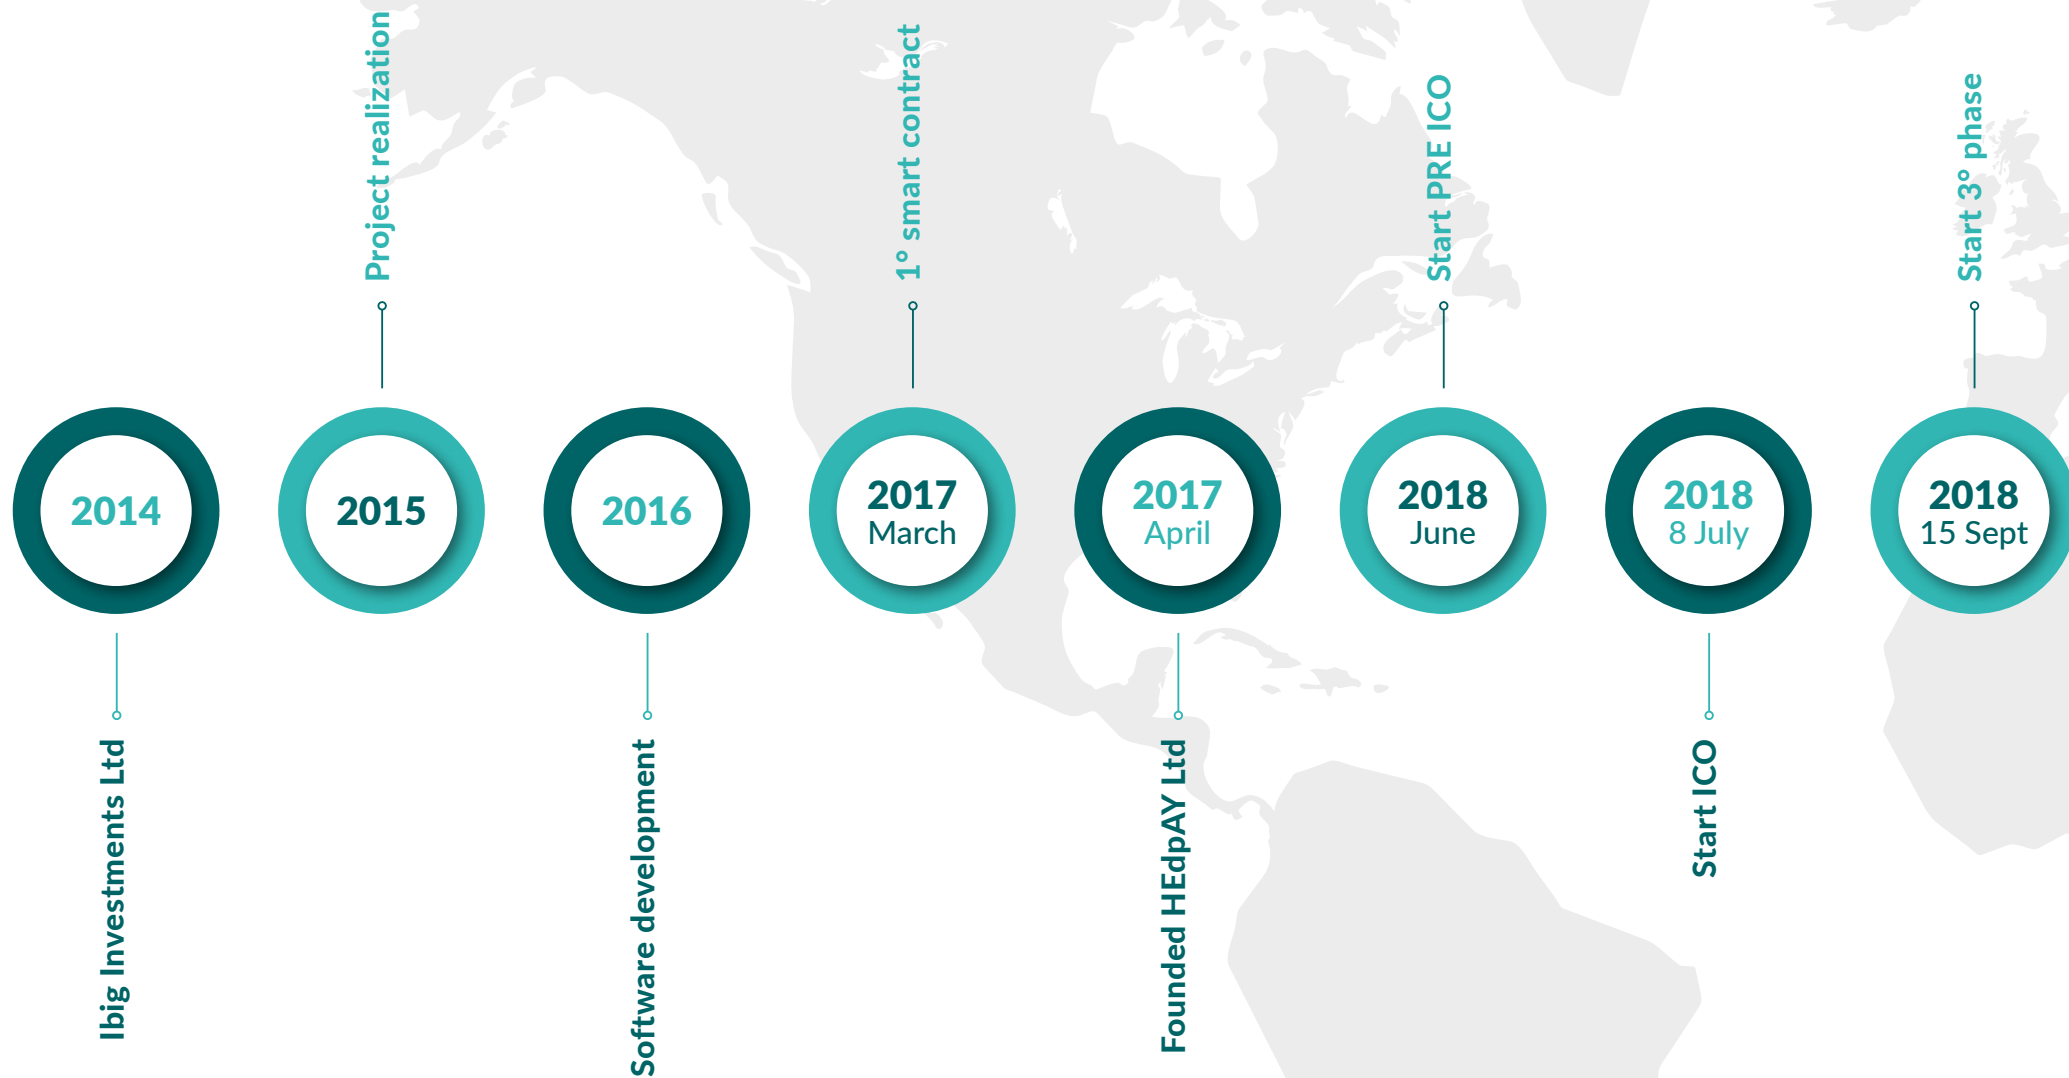 2014
Ibig Investments Ltd
Project realization
2015
2016
Software development
1° smart contract
2017
March
2017
April
Founded HEdpAY Ltd
Start PRE ICO
2018
June
2018
8 July
Start ICO
Start 3° phase
2018
15 Sept